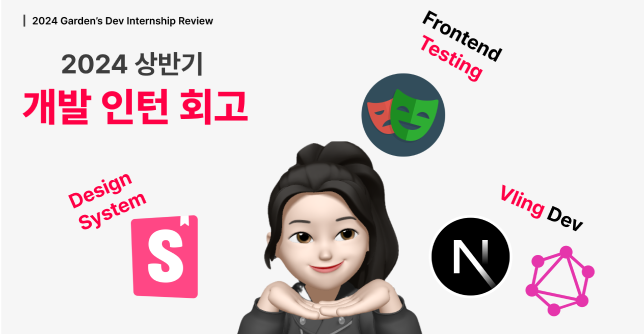 | 2024 Garden's Dev Internship Review
2024 상반기
개발 인턴 회고
Frontend
Testing
Design
System
S
Vling Dev
N